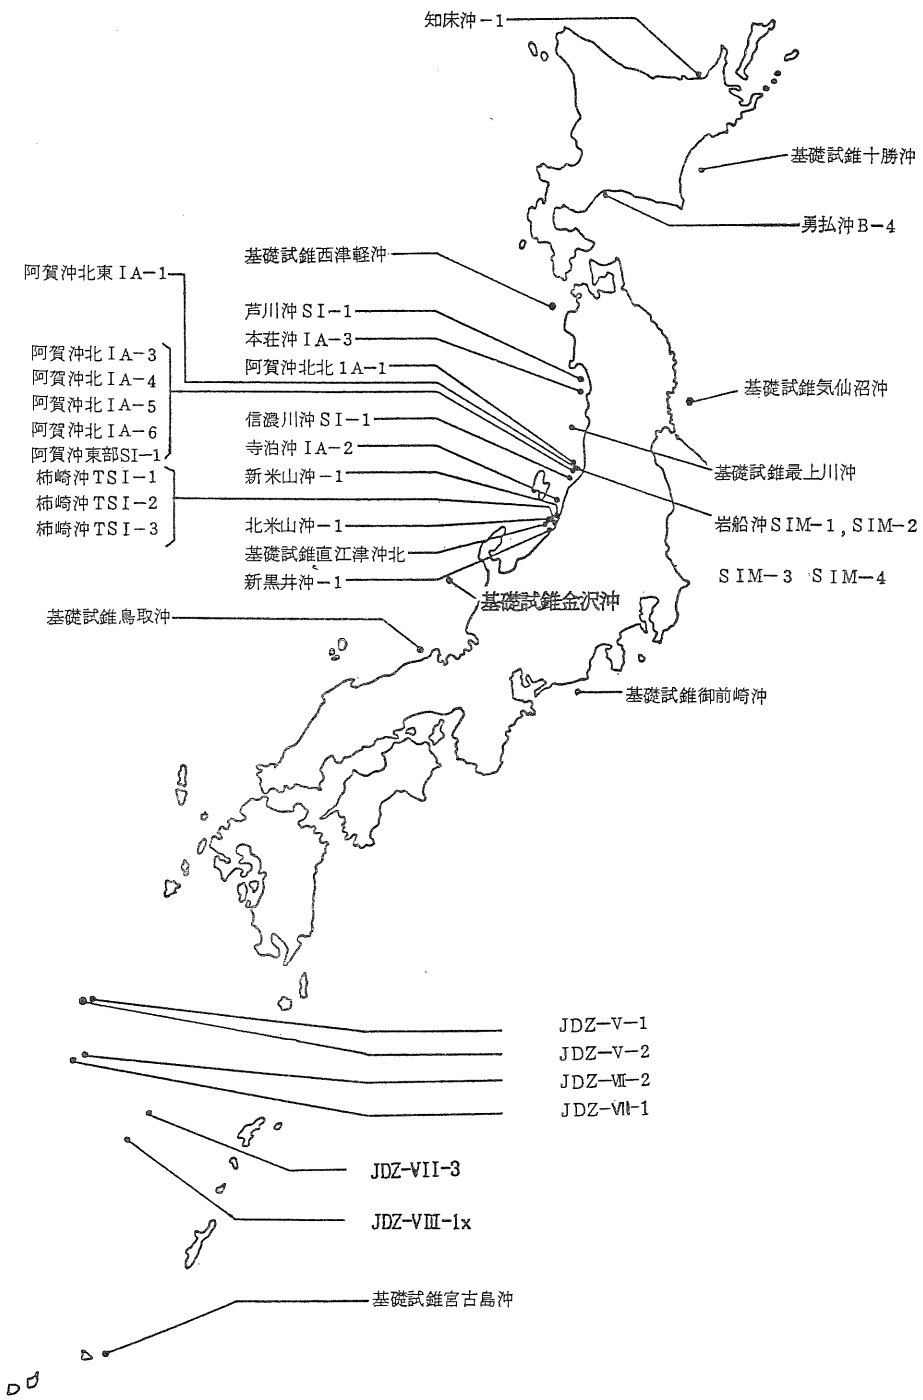 知床沖-1
基礎試錐十勝沖
勇払沖B-4
基礎試錐西津軽沖
阿賀沖北東IA-1
芦川沖SI-1
本荘沖IA-3
阿賀沖北北IA-1
阿賀沖北IA-3
阿賀沖北IA-4
阿賀沖北IA-5
阿賀沖北IA-6
阿賀沖東部SI-1
基礎試錐気仙沼沖
信濃川沖SI-1
寺泊沖IA-2
新米山沖-1
基礎試錐最上川沖
柿崎沖TSI-1
柿崎沖TSI-2
柿崎沖TSI-3
北米山沖-1
基礎試錐直江津沖北
新黒井沖-1
岩船沖SIM-1,SIM-2
SIM-3 SIM-4
基礎試錐金沢沖
基礎試錐鳥取沖
基礎試錐御前崎沖
JDZ-V-1
JDZ-V-2
JDZ-Ⅶ-2
JDZ-Ⅶ-1
JDZ-VII-3
JDZ-VⅢ-1x
基礎試錐宮古島沖